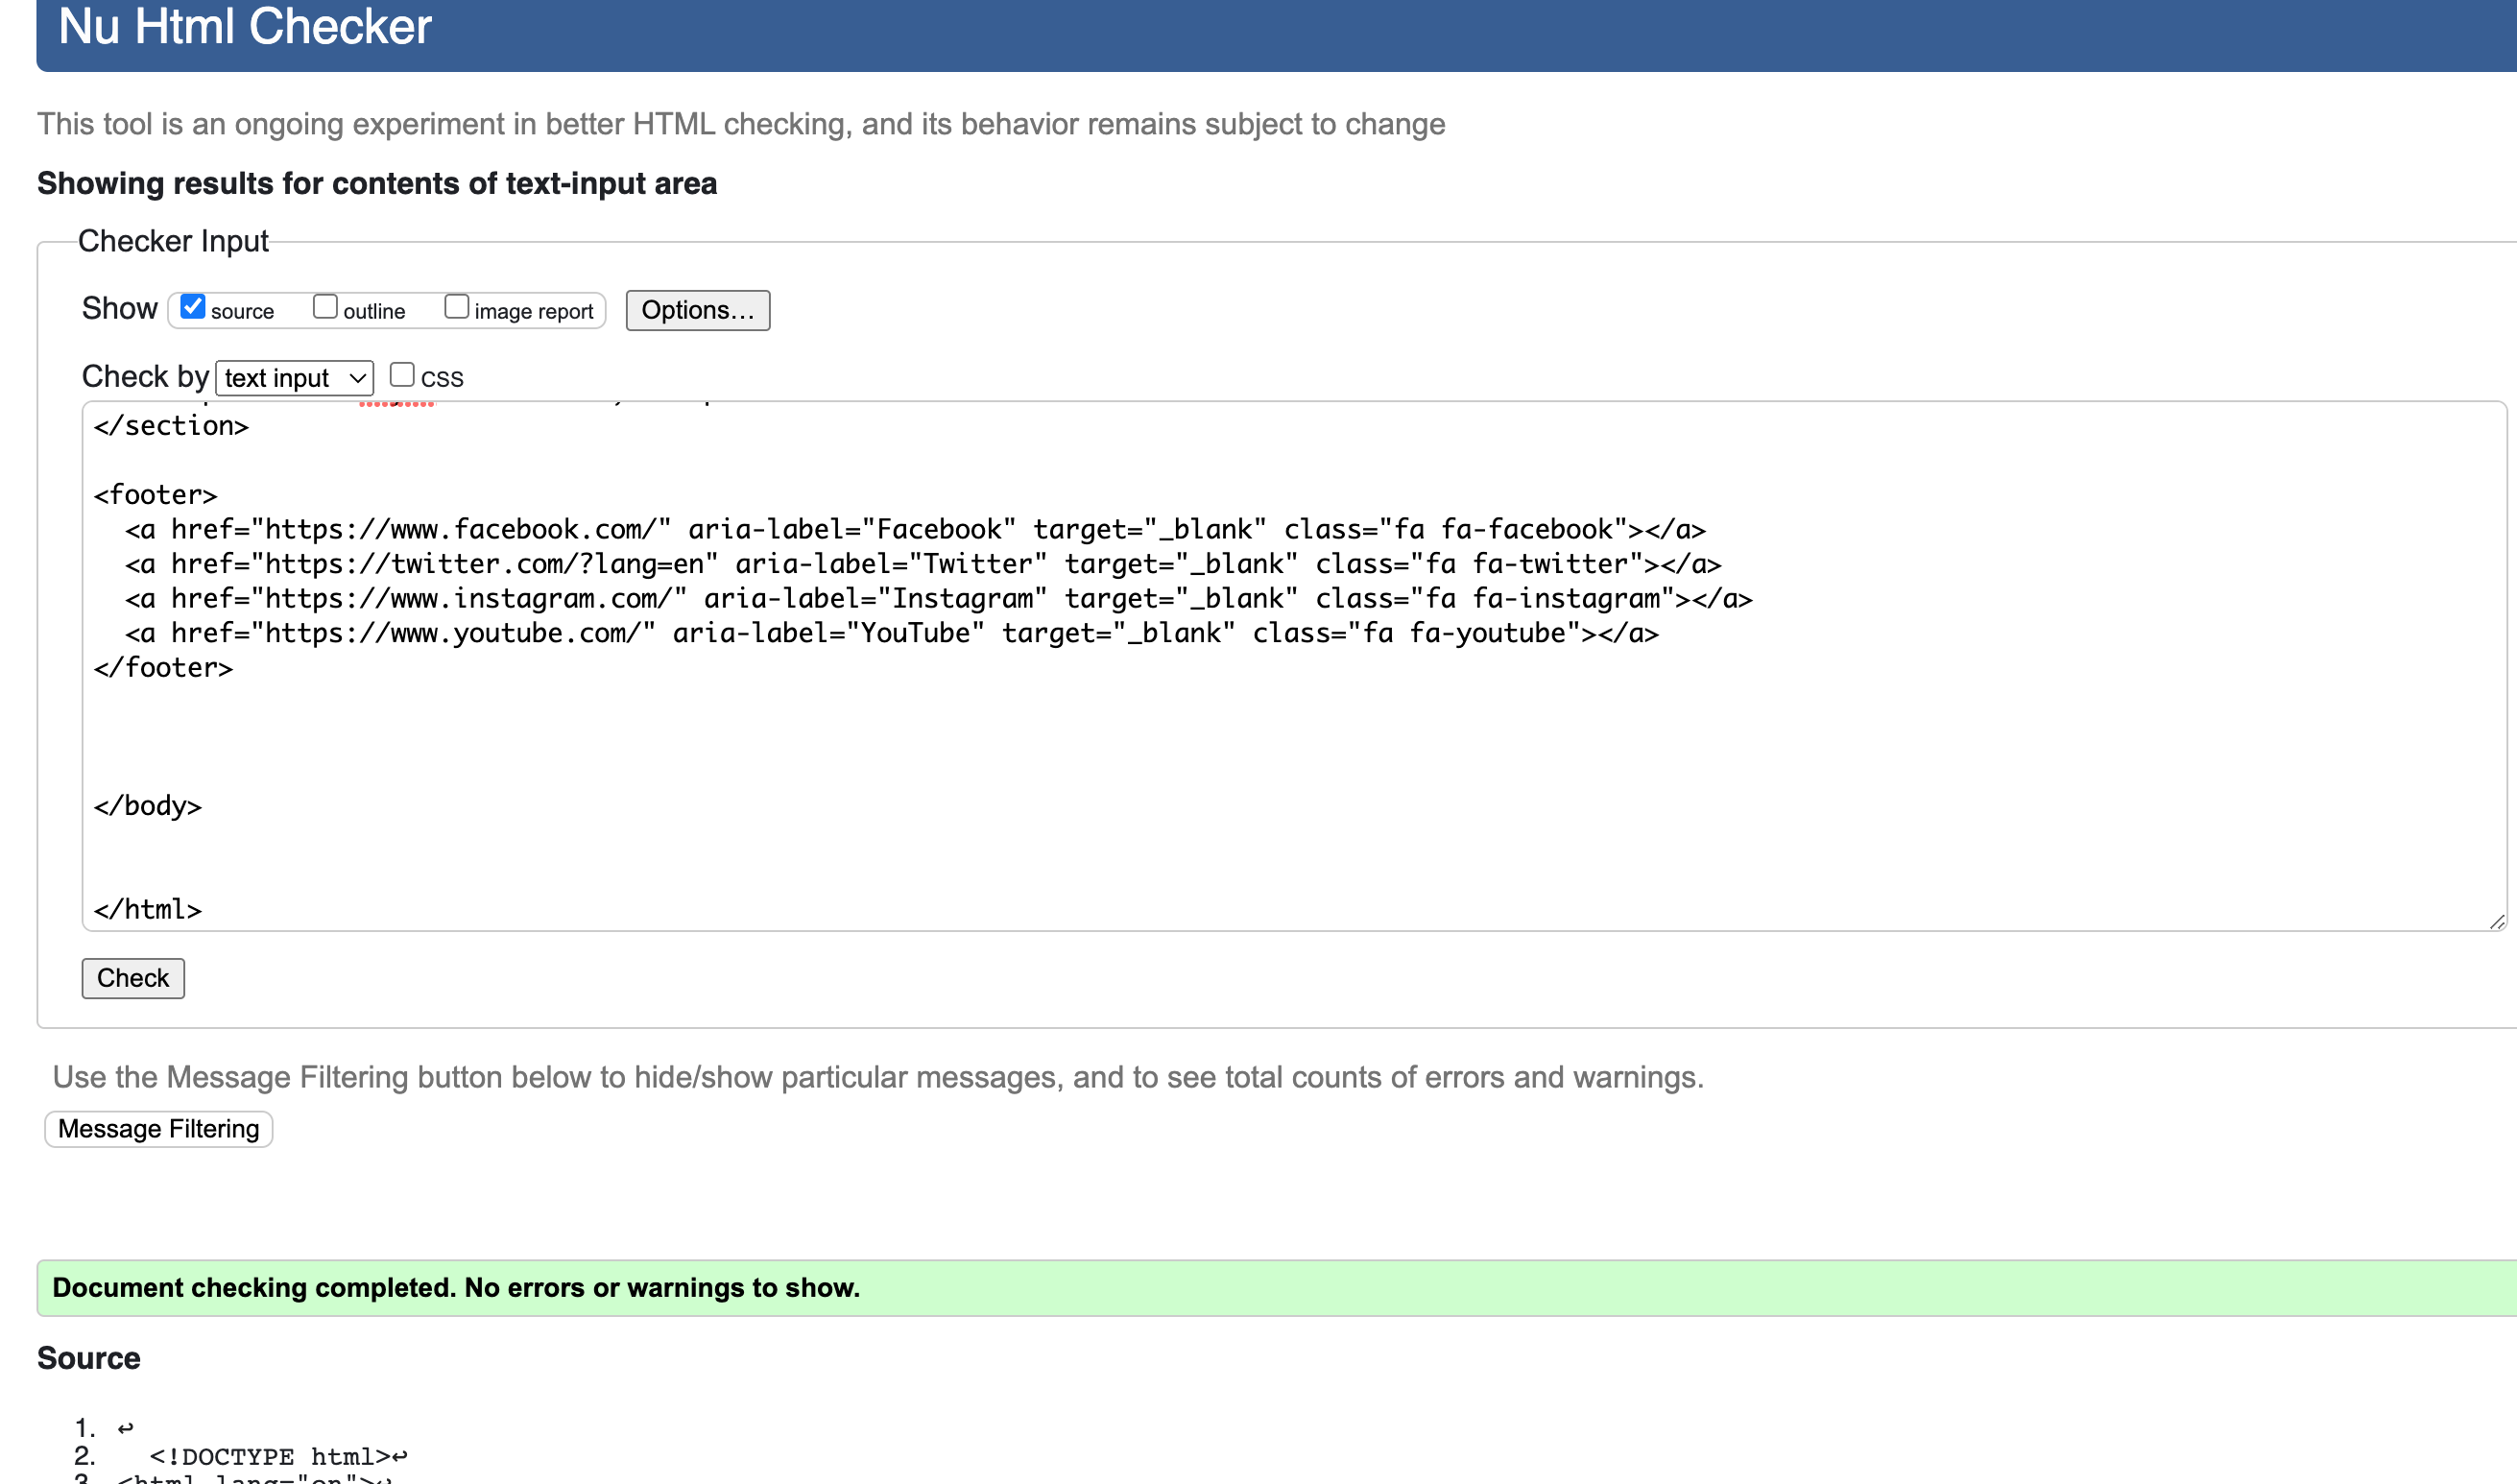 Nu Html Checker
This tool is an ongoing experiment in better HTML checking, and its behavior remains subject to change
Showing results for contents of text-input area
Checker Input
Show source outline image report Options...
Check by text input CSS
</section>
<footer>
<a href="https://www.facebook.com/" aria-label="Facebook" target="_blank" class="fa fa-facebook"></a>
<a href="https://twitter.com/?lang=en" aria-label="Twitter" target="_blank" class="fa fa-twitter"></a>
<a href="https://www.instagram.com/" aria-label="Instagram" target="_blank" class="fa fa-instagram"></a>
<a href="https://www.youtube.com/" aria-label="YouTube" target="_blank" class="fa fa-youtube"></a>
</footer>
</body>
</html>
Check
Use the Message Filtering button below to hide/show particular messages, and to see total counts of errors and warnings.
Message Filtering
Document checking completed. No errors or warnings to show.
Source
1. ↩
2. <!DOCTYPE html>↩
3. <html lang="en">↩